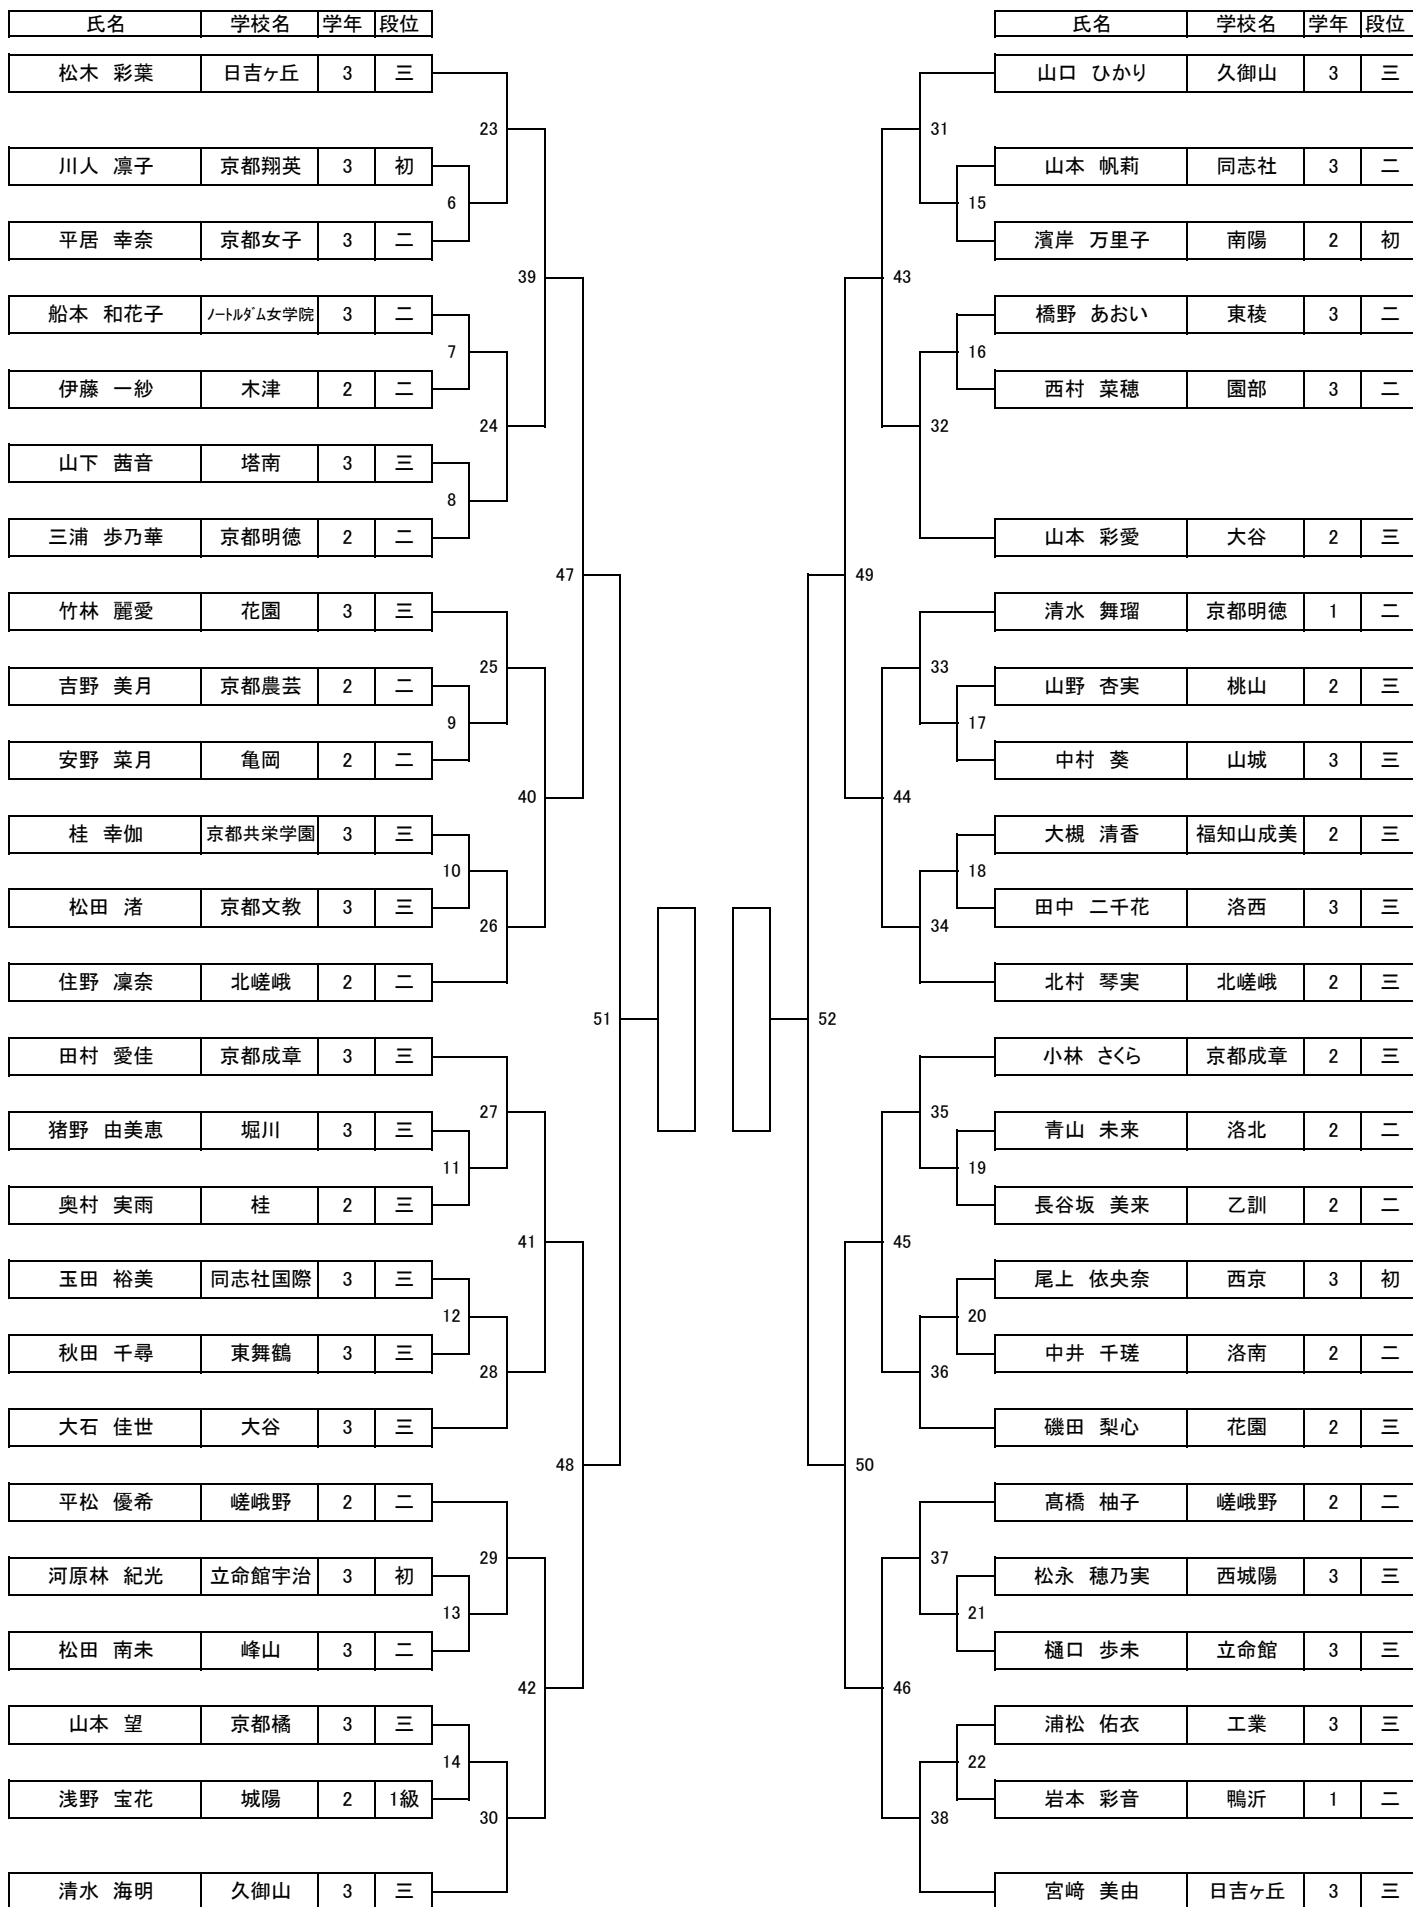 氏名 学校名 学年 段位
松木 彩葉 日吉ヶ丘 3 三
23
川人 凛子 京都翔英 3 初
6
平居 幸奈 京都女子 3 二
39
船本 和花子 ノートルダム女学院 3 二
7
伊藤 一紗 木津 2 二
24
山下 茜音 塔南 3 三
8
三浦 歩乃華 京都明徳 2 二
47
竹林 麗愛 花園 3 三
25
吉野 美月 京都農芸 2 二
9
安野 菜月 亀岡 2 二
40
桂 幸伽 京都共栄学園 3 三
10
松田 渚 京都文教 3 三
26
住野 凜奈 北嵯峨 2 二
51
田村 愛佳 京都成章 3 三
27
猪野 由美恵 堀川 3 三
11
奥村 実雨 桂 2 三
41
玉田 裕美 同志社国際 3 三
12
秋田 千尋 東舞鶴 3 三
28
大石 佳世 大谷 3 三
48
平松 優希 嵯峨野 2 二
29
河原林 紀光 立命館宇治 3 初
13
松田 南未 峰山 3 二
42
山本 望 京都橘 3 三
14
浅野 宝花 城陽 2 1級
30
清水 海明 久御山 3 三
氏名 学校名 学年 段位
山口 ひかり 久御山 3 三
31
山本 帆莉 同志社 3 二
15
濱岸 万里子 南陽 2 初
43
橋野 あおい 東稜 3 二
16
西村 菜穂 園部 3 二
32
山本 彩愛 大谷 2 三
49
清水 舞瑠 京都明徳 1 二
33
山野 杏実 桃山 2 三
17
中村 葵 山城 3 三
44
大槻 清香 福知山成美 2 三
18
田中 二千花 洛西 3 三
34
北村 琴実 北嵯峨 2 三
52
小林 さくら 京都成章 2 三
35
青山 未来 洛北 2 二
19
長谷坂 美来 乙訓 2 二
45
尾上 依央奈 西京 3 初
20
中井 千瑳 洛南 2 二
36
磯田 梨心 花園 2 三
50
髙橋 柚子 嵯峨野 2 二
37
松永 穂乃実 西城陽 3 三
21
樋口 歩未 立命館 3 三
46
浦松 佑衣 工業 3 三
22
岩本 彩音 鴨沂 1 二
38
宮﨑 美由 日吉ヶ丘 3 三